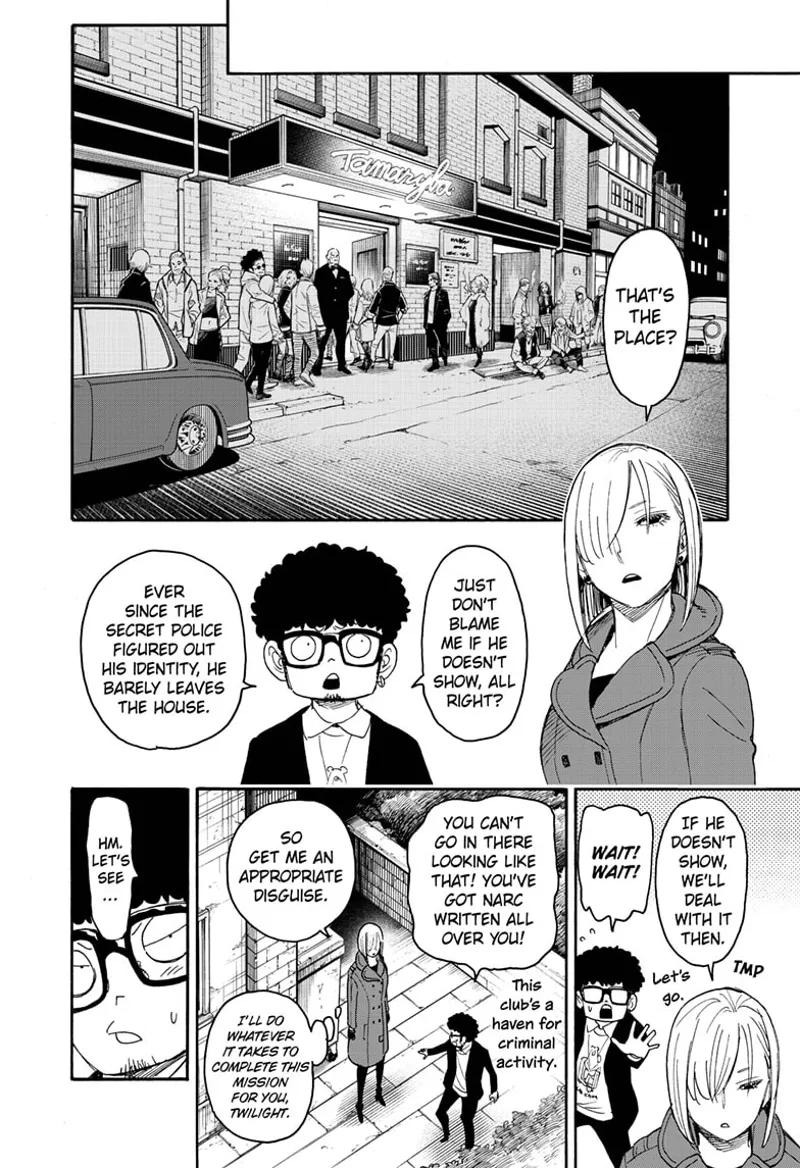 Tamaryla
THAT'S
THE
PLACE?
JUST
DON'T
BLAME
ME IF HE
DOESN'T
SHOW, ALL
RIGHT?
EVER
SINCE THE
SECRET POLICE
FIGURED OUT
HIS IDENTITY, HE
BARELY LEAVES
THE HOUSE.
IF HE
DOESN'T
SHOW,
WE'LL
DEAL
WITH IT
THEN.
TMP
Let's
go.
WAIT!
WAIT!
YOU CAN'T
GO IN THERE
LOOKING LIKE
THAT! YOU'VE
GOT NARC
WRITTEN ALL
OVER YOU!
This
club's a
haven for
criminal
activity.
SO
GET ME AN
APPROPRIATE
DISGUISE.
I'LL DO
WHATEVER
IT TAKES TO
COMPLETE THIS
MISSION
FOR YOU,
TWILIGHT.
HM.
LET'S
SEE
...